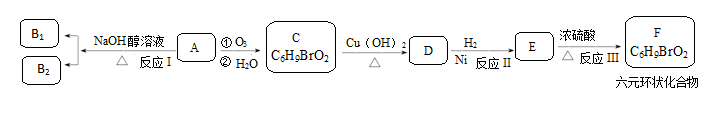 B₁
B₂
NaOH醇溶液
△ 反应Ⅰ
A
① O₃
② H₂O
C
C₆H₉BrO₂
Cu（OH）₂
△
D
H₂
Ni 反应Ⅱ
E
浓硫酸
△ 反应Ⅲ
F
C₆H₉BrO₂
六元环状化合物